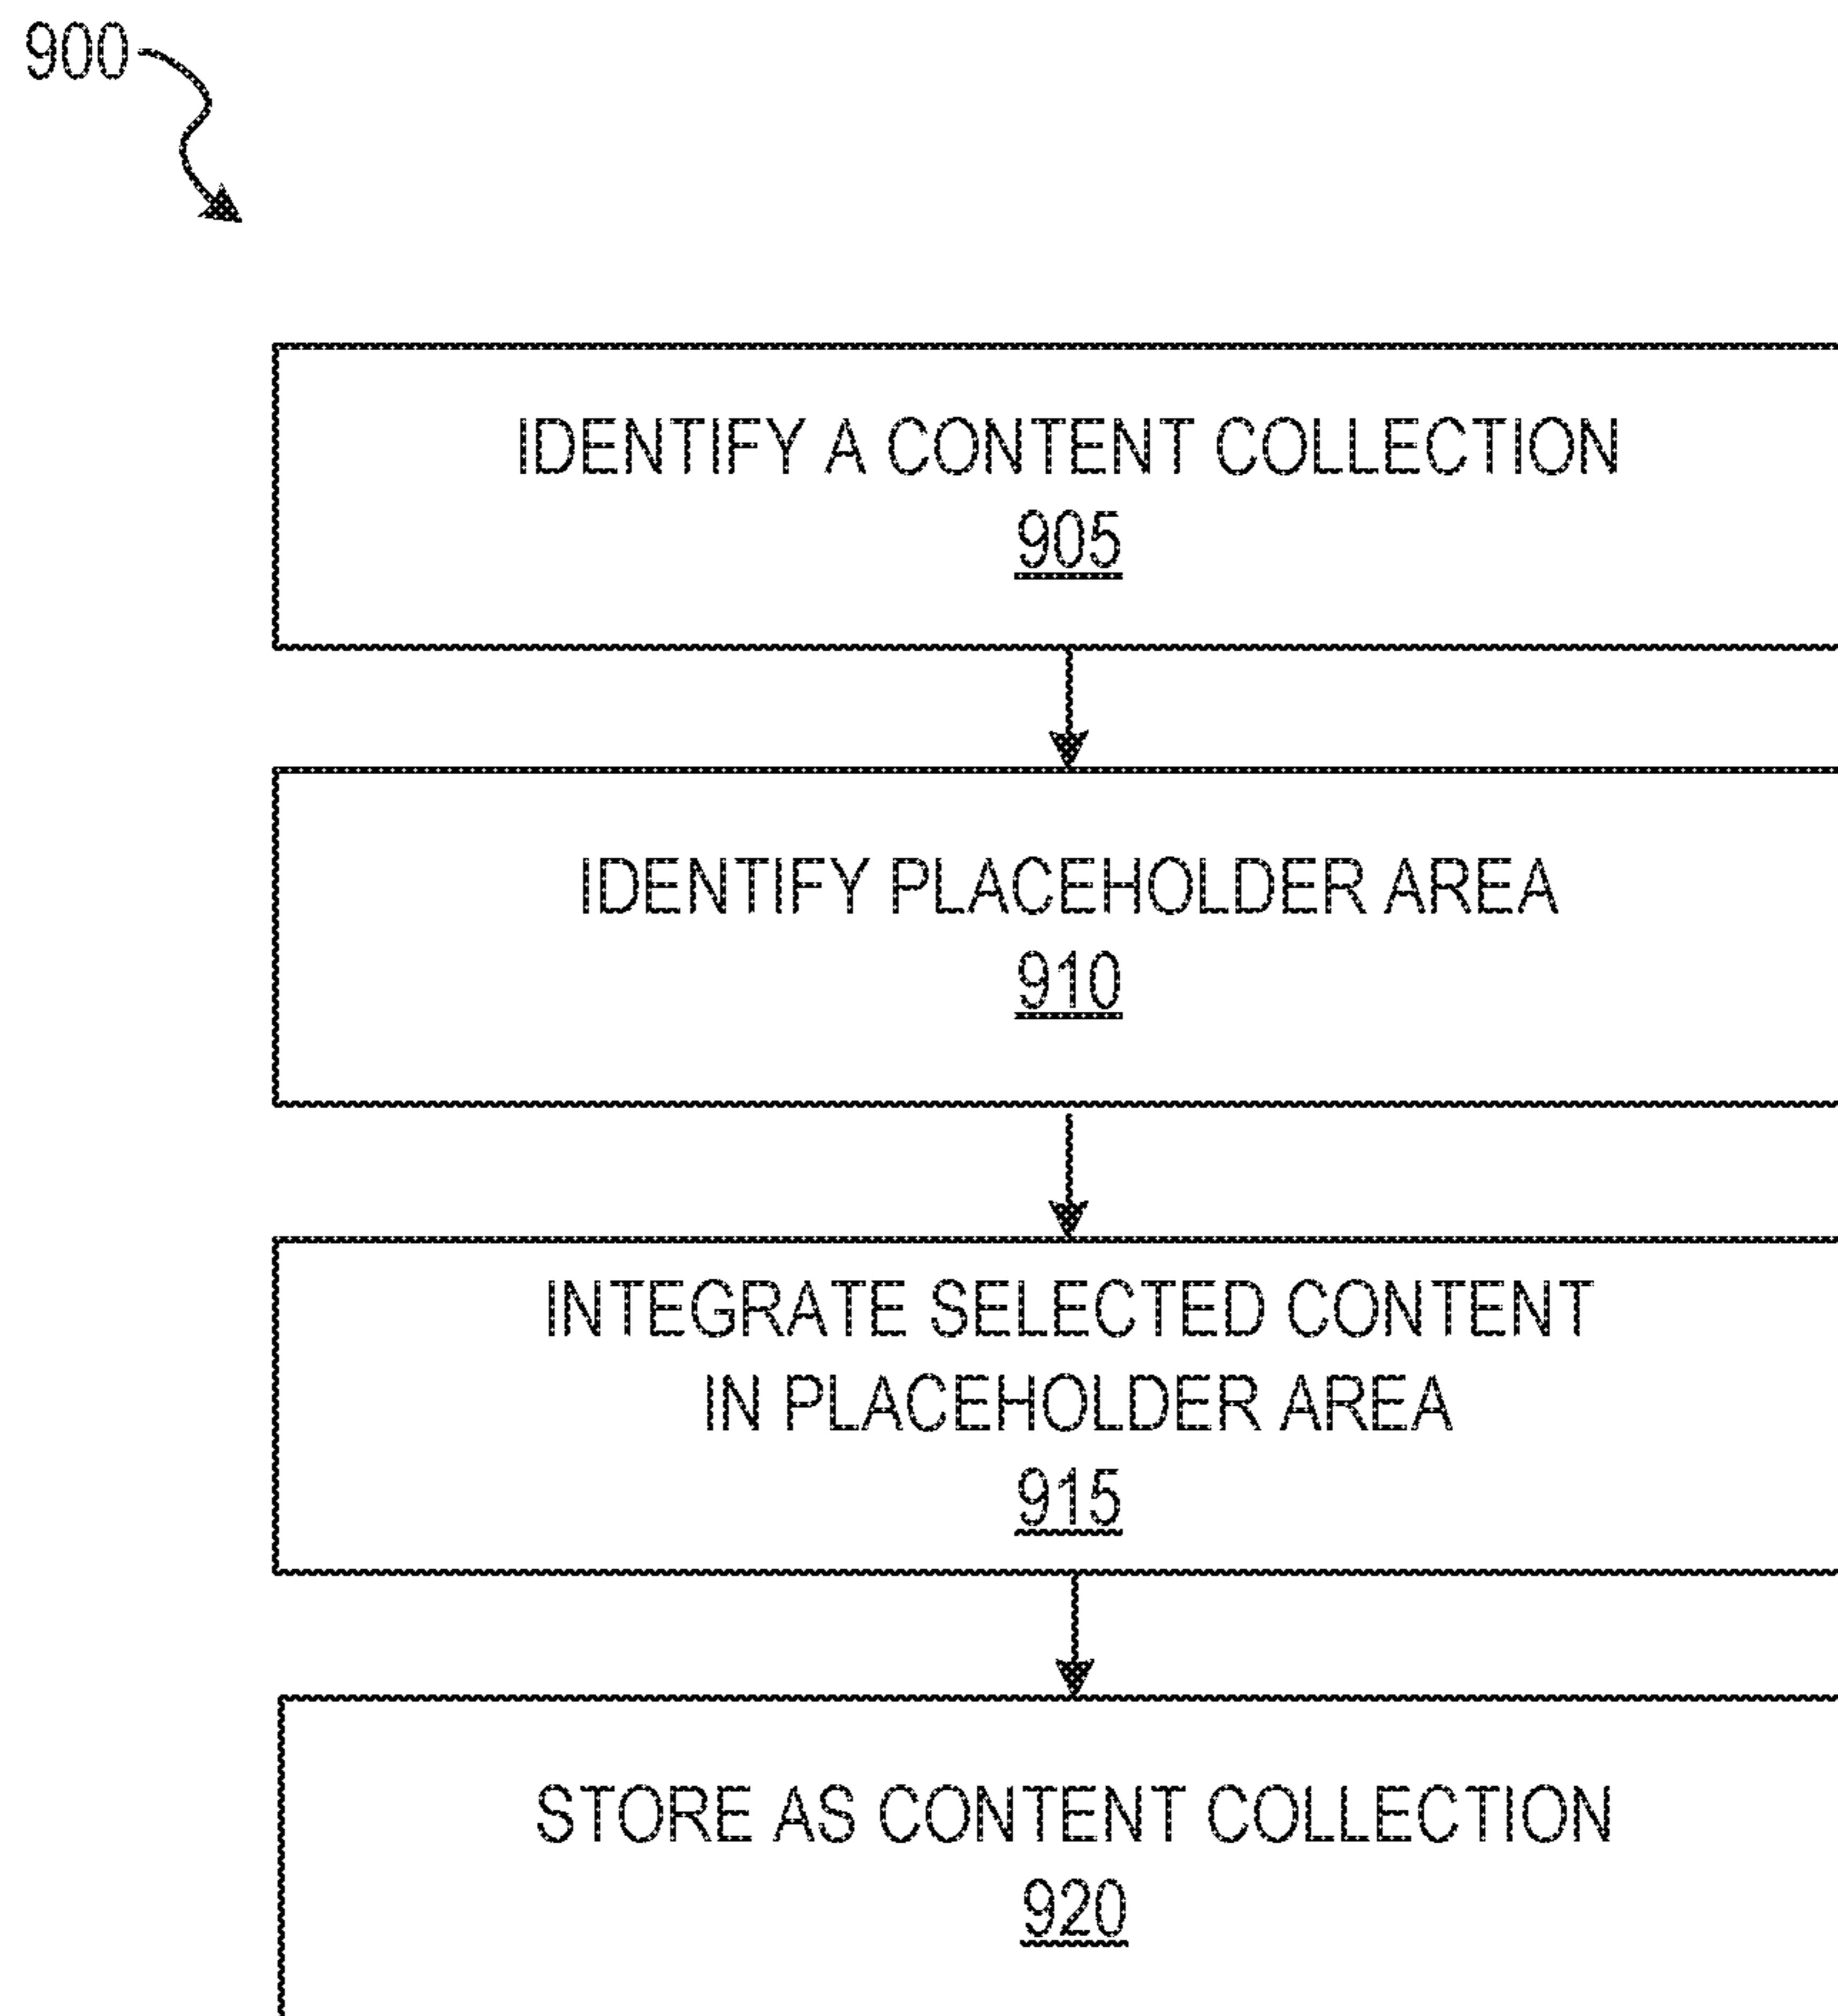 900
IDENTIFY A CONTENT COLLECTION
905
IDENTIFY PLACEHOLDER AREA
910
INTEGRATE SELECTED CONTENT
IN PLACEHOLDER AREA
915
STORE AS CONTENT COLLECTION
920